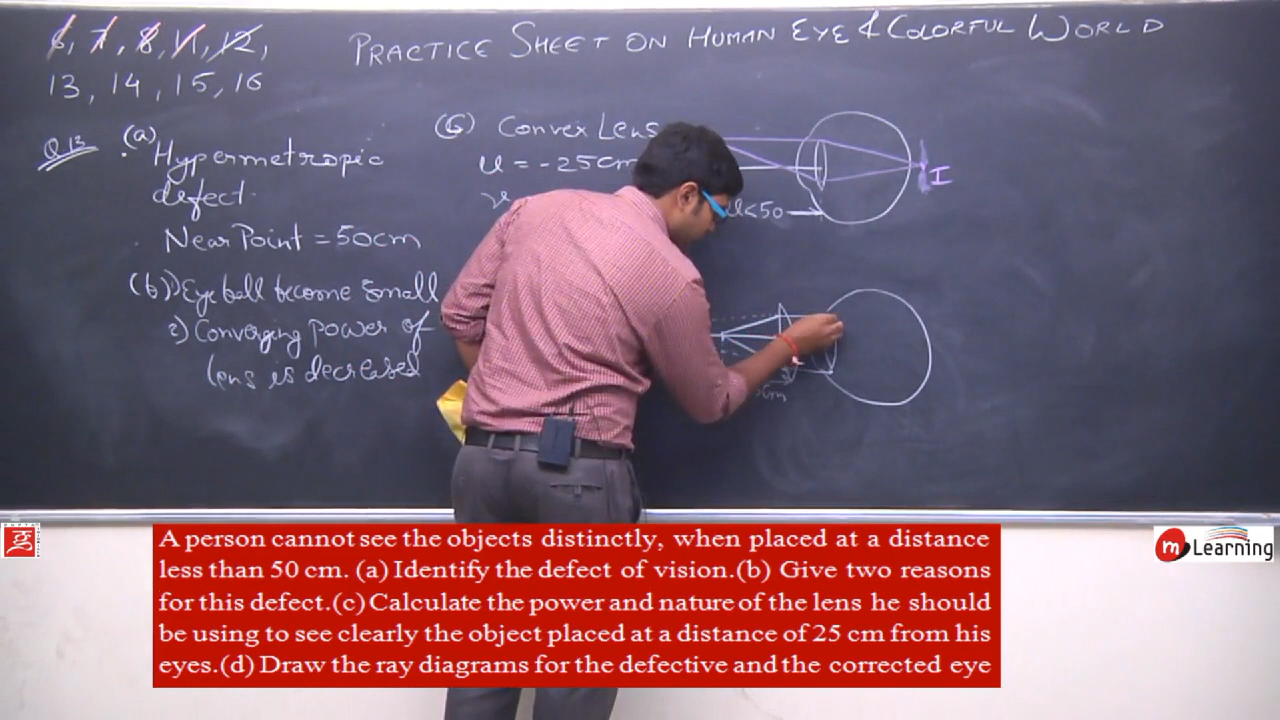 6, 7, 8, 11, 12,
13, 14, 15, 16
PRACTICE SHEET ON HUMAN EYE & COLORFUL WORLD
Q 13
(a)
Hypermetropic
defect
Near Point = 50cm
(b) 1) Eye ball become small
2) Converging power of
lens is decreased
Convex Lens
u = -25cm
u<50
I
A person cannot see the objects distinctly, when placed at a distance
less than 50 cm. (a) Identify the defect of vision.(b) Give two reasons
for this defect.(c) Calculate the power and nature of the lens he should
be using to see clearly the object placed at a distance of 25 cm from his
eyes.(d) Draw the ray diagrams for the defective and the corrected eye
g
m Learning